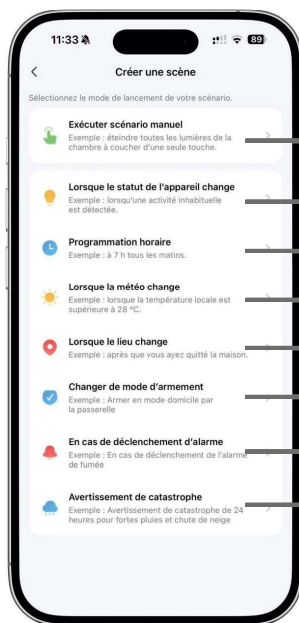 11:33
89
Créer une scène
Sélectionnez le mode de lancement de votre scénario.
Exécuter scénario manuel
Exemple : éteindre toutes les lumières de la
chambre à coucher d'une seule touche.
Lorsque le statut de l'appareil change
Exemple : lorsqu'une activité inhabituelle
est détectée.
Programmation horaire
Exemple : à 7 h tous les matins.
Lorsque la météo change
Exemple : lorsque la température locale est
supérieure à 28 °C.
Lorsque le lieu change
Exemple : après que vous ayez quitté la maison.
Changer de mode d'armement
Exemple : Armer en mode domicile par
la passerelle
En cas de déclenchement d'alarme
Exemple : En cas de déclenchement de l'alarme
de fumée
Avertissement de catastrophe
Exemple : Avertissement de catastrophe de 24
heures pour fortes pluies et chute de neige